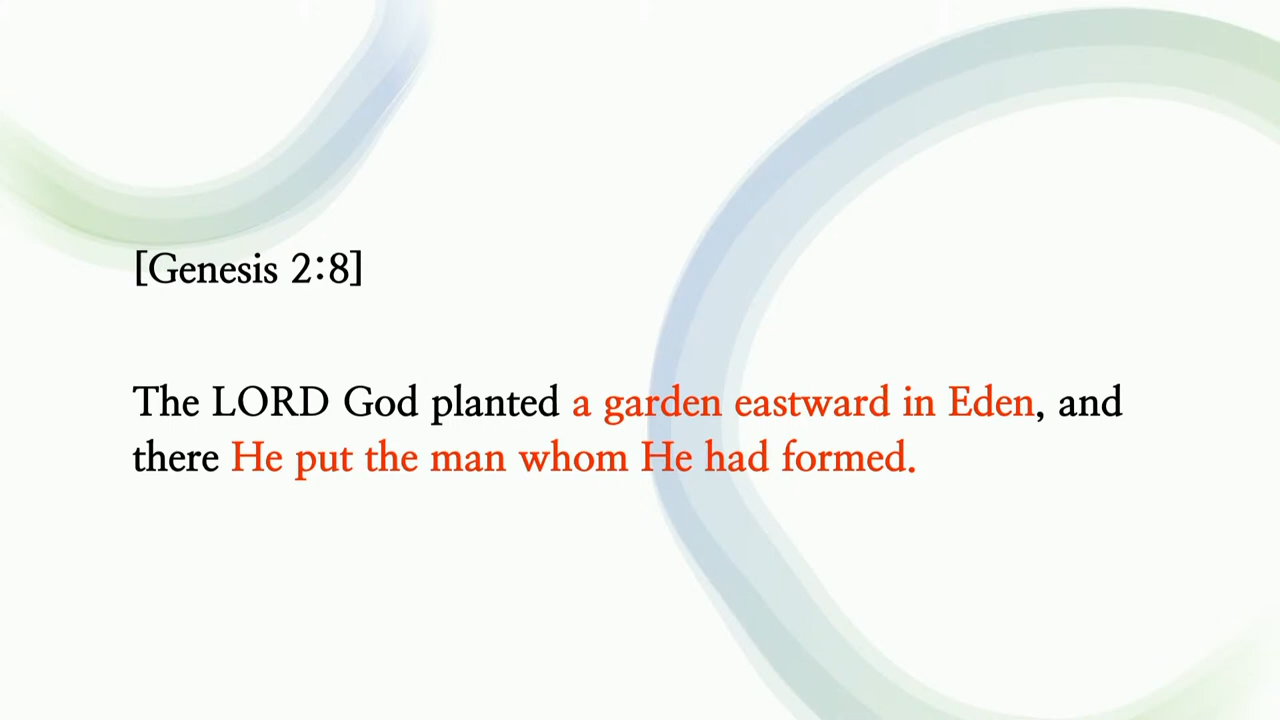 [Genesis 2:8]
The LORD God planted a garden eastward in Eden, and
there He put the man whom He had formed.